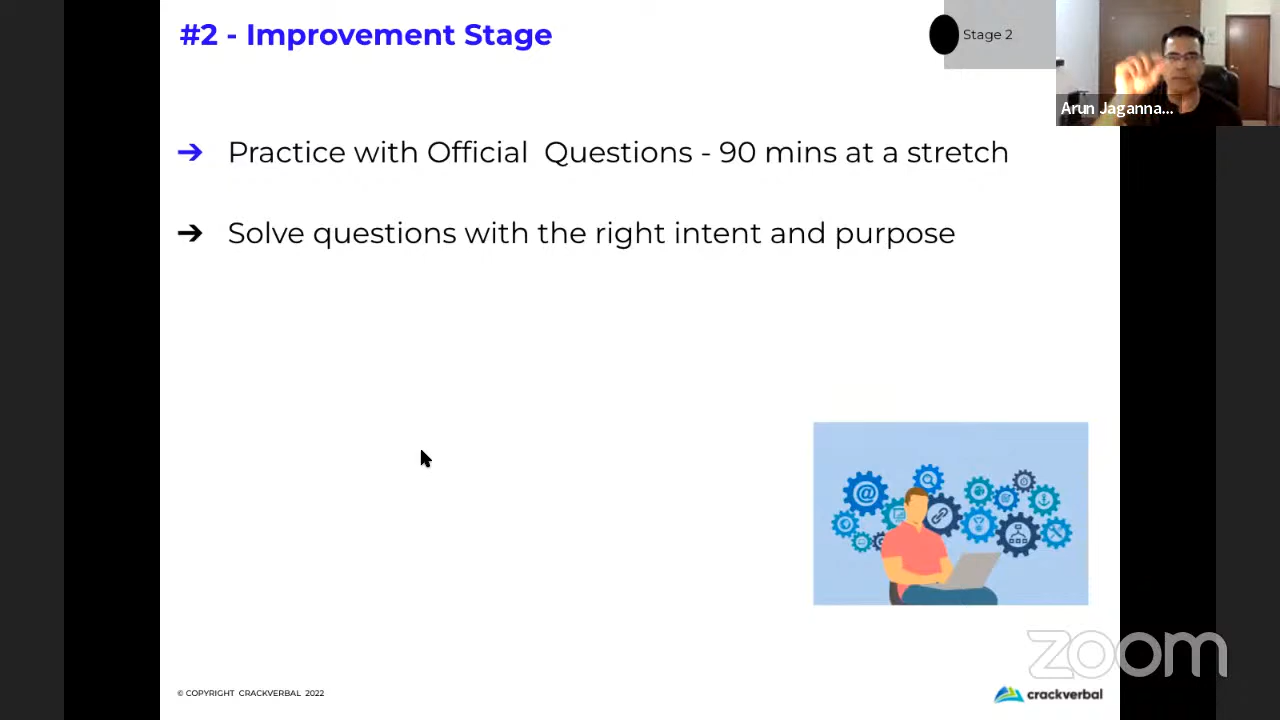 #2 - Improvement Stage
Stage 2
Arun Jaganna...
➔ Practice with Official Questions - 90 mins at a stretch
➔ Solve questions with the right intent and purpose
@
zoom
© COPYRIGHT CRACKVERBAL 2022
crackverbal